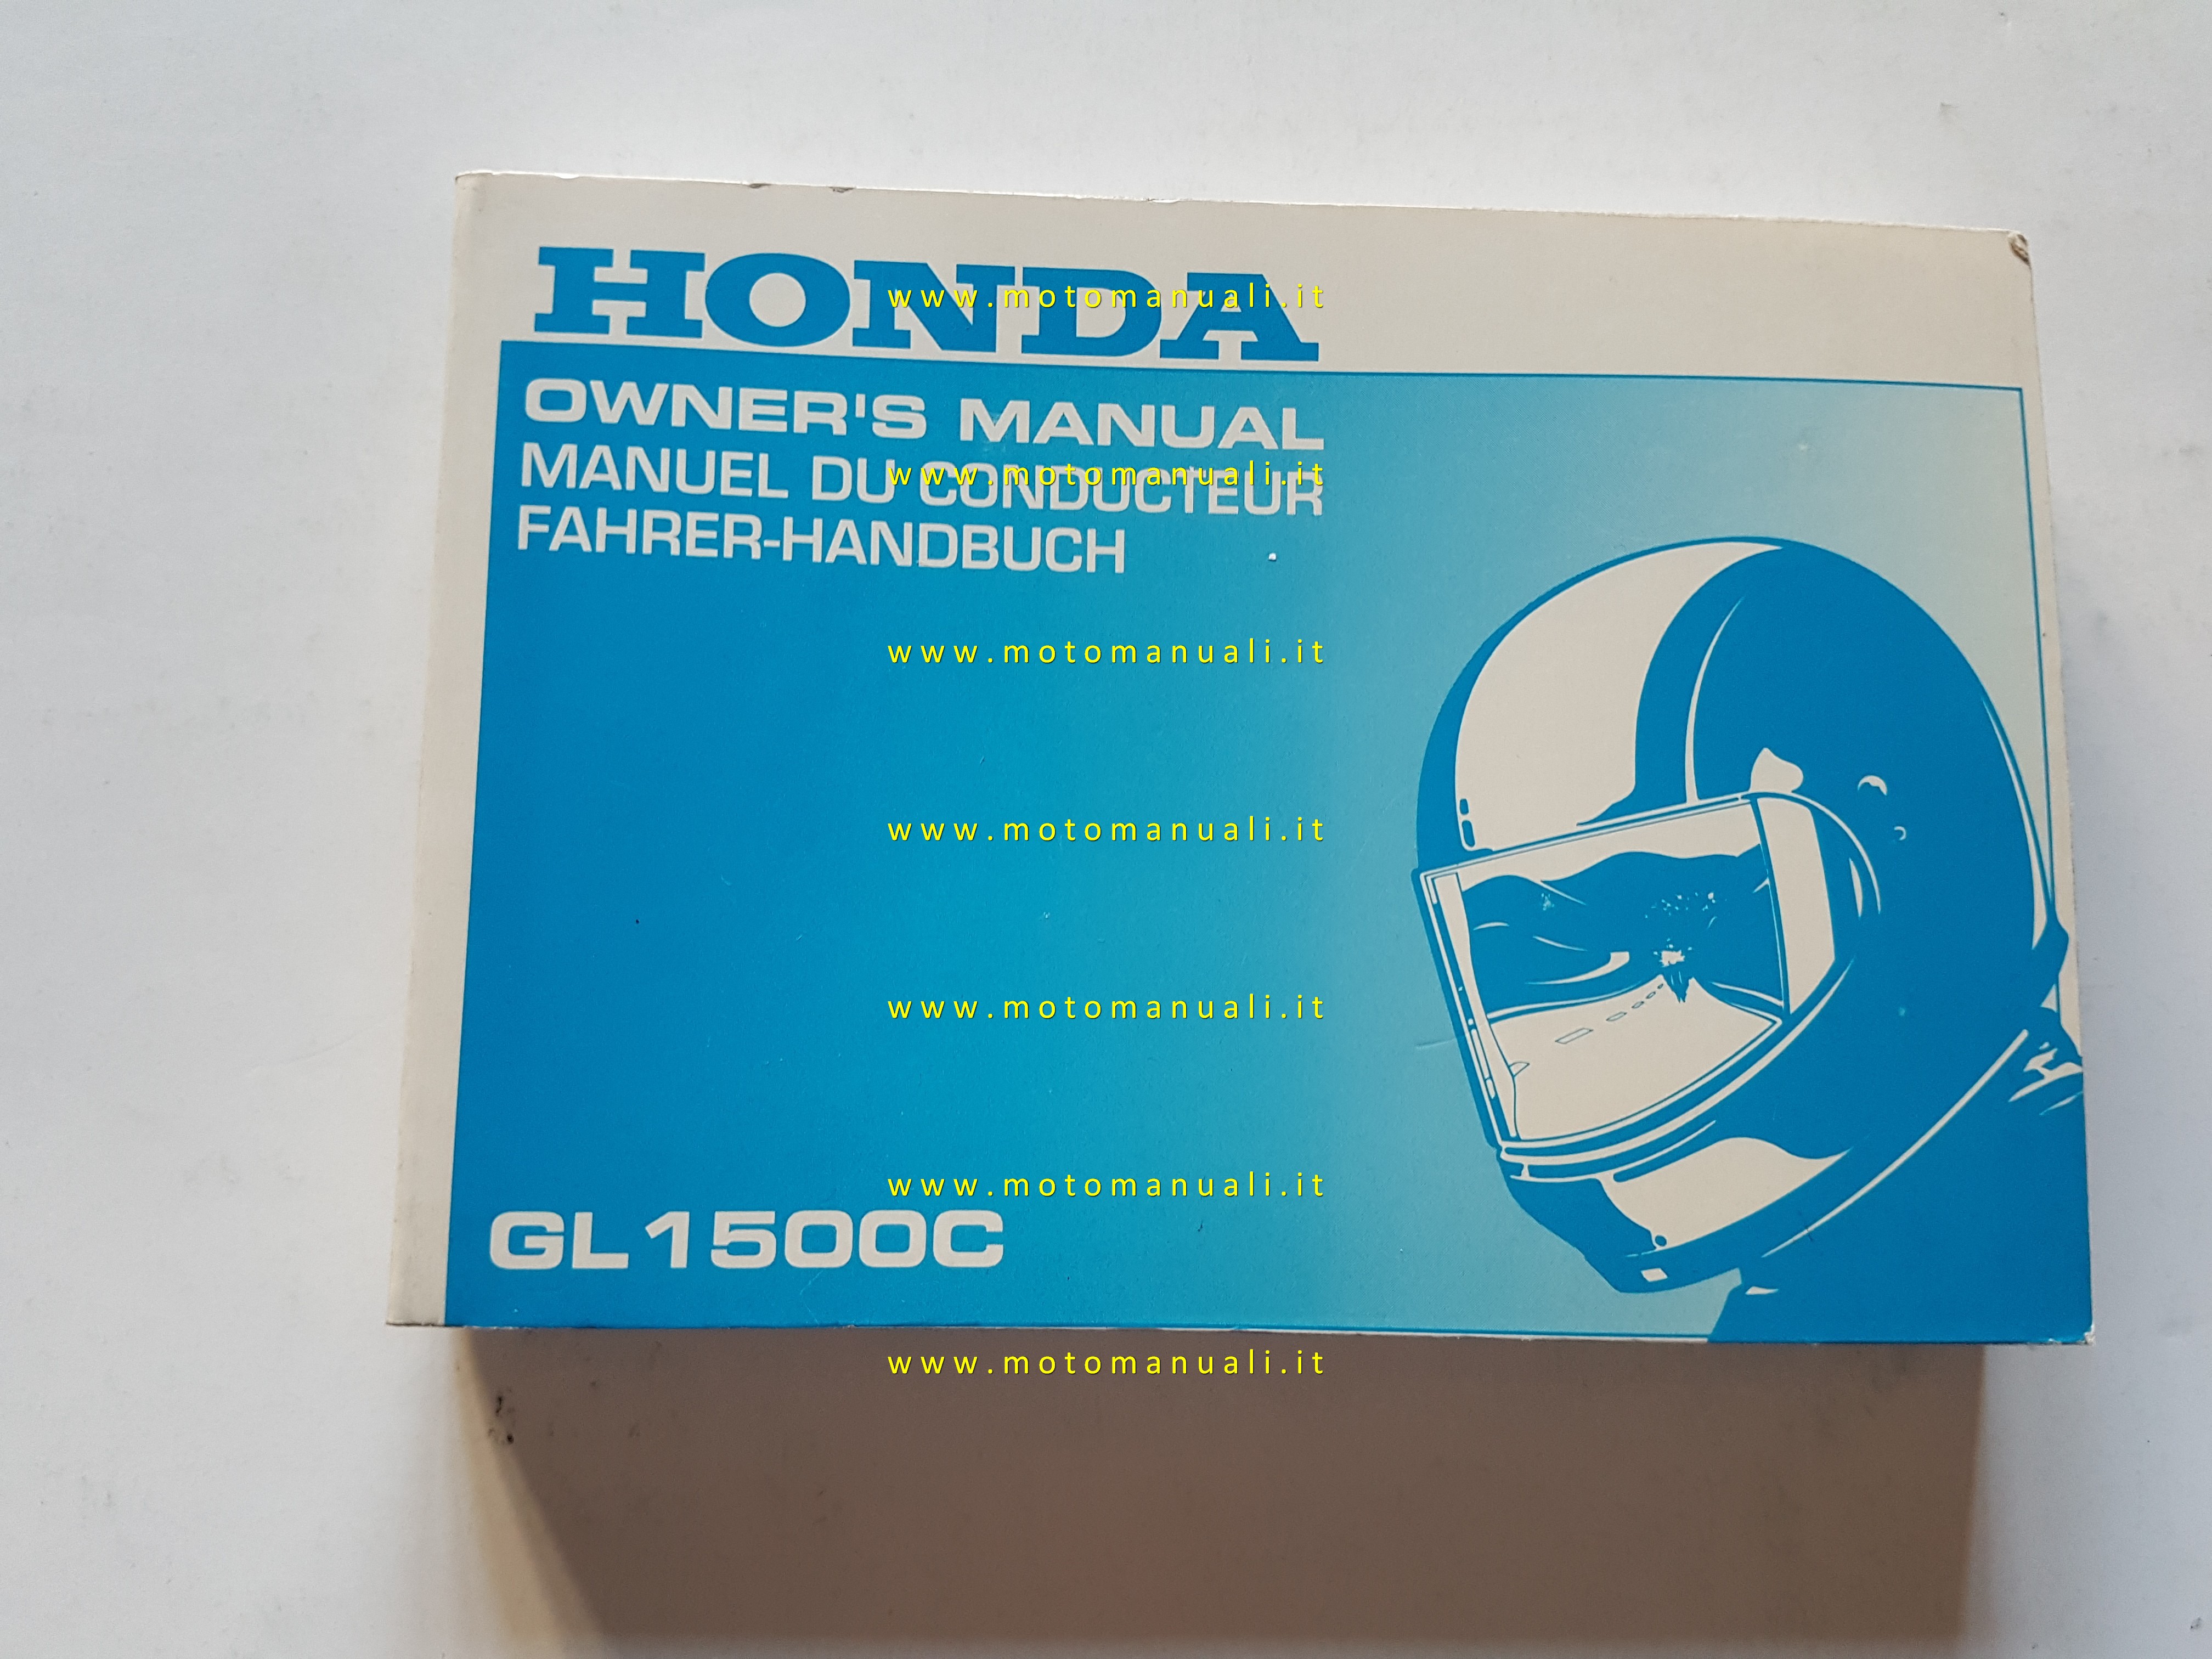 HONDA
www.motomanuali.it
OWNER'S MANUAL
MANUEL DU CONDUCTEUR
www.motomanuali.it
FAHRER-HANDBUCH
www.motomanuali.it
www.motomanuali.it
www.motomanuali.it
www.motomanuali.it
GL1500C
www.motomanuali.it